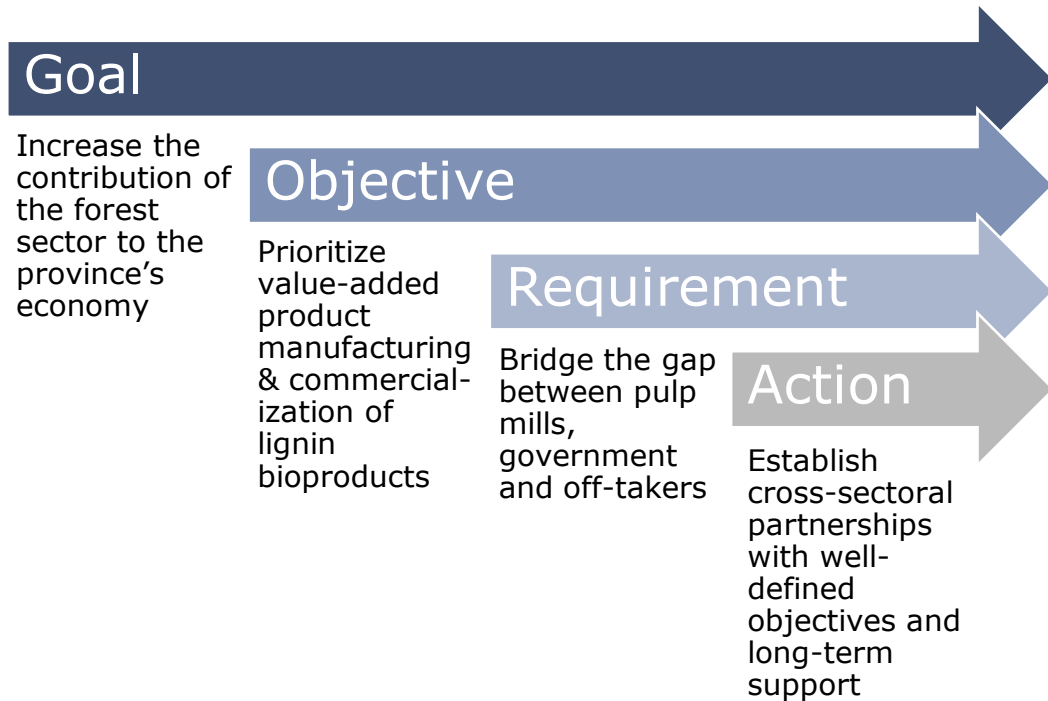 Goal
Increase the
contribution of
the forest
sector to the
province’s
economy
Objective
Prioritize
value-added
product
manufacturing
& commercial-
ization of
lignin
bioproducts
Requirement
Bridge the gap
between pulp
mills,
government
and off-takers
Action
Establish
cross-sectoral
partnerships
with well-
defined
objectives and
long-term
support